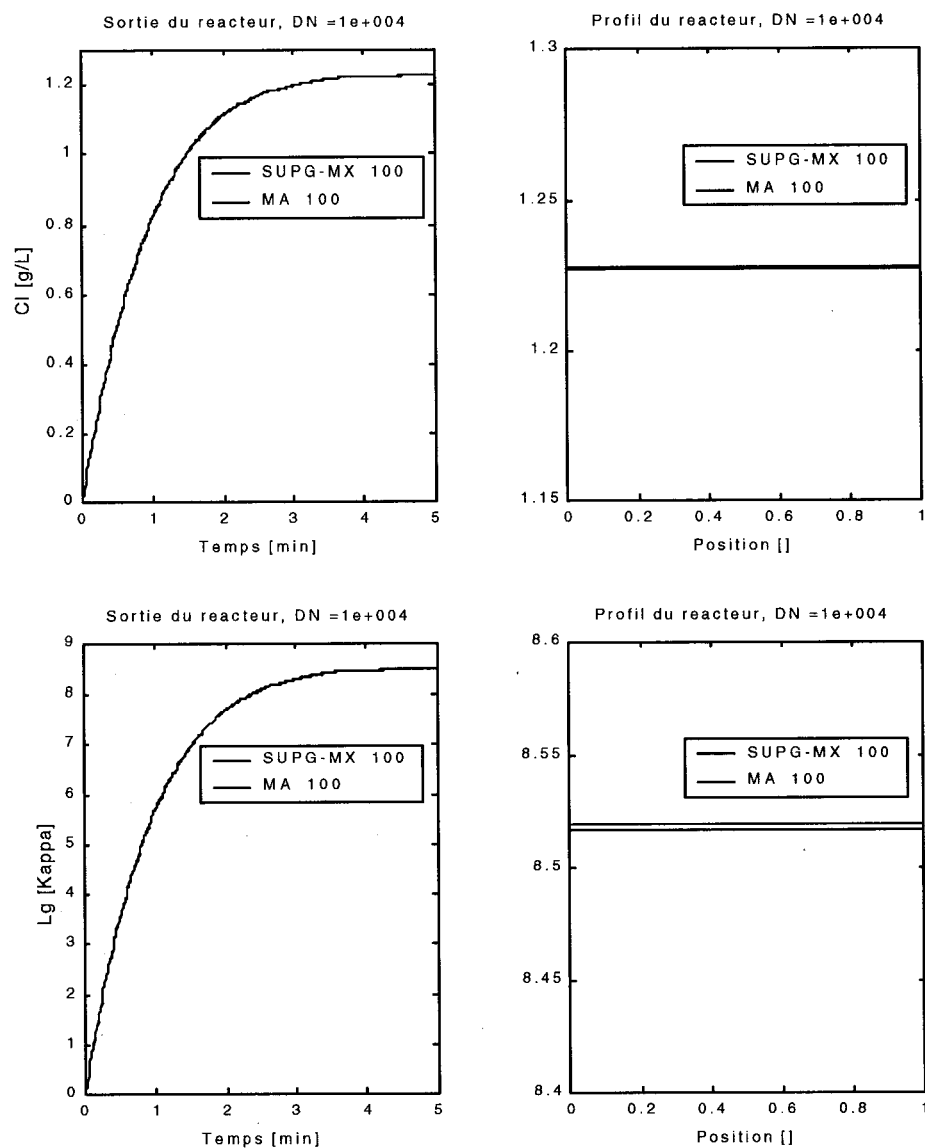 Sortie du reacteur, DN =1e+004
Cl [g/L]
1.2
1
0.8
0.6
0.4
0.2
0
SUPG-MX 100
MA 100
0 1 2 3 4 5
Temps [min]
Profil du reacteur, DN =1e+004
1.3
1.25
1.2
1.15
SUPG-MX 100
MA 100
0 0.2 0.4 0.6 0.8 1
Position []
Sortie du reacteur, DN =1e+004
Lg [Kappa]
9
8
7
6
5
4
3
2
1
0
SUPG-MX 100
MA 100
0 1 2 3 4 5
Temps [min]
Profil du reacteur, DN =1e+004
8.6
8.55
8.5
8.45
8.4
SUPG-MX 100
MA 100
0 0.2 0.4 0.6 0.8 1
Position []